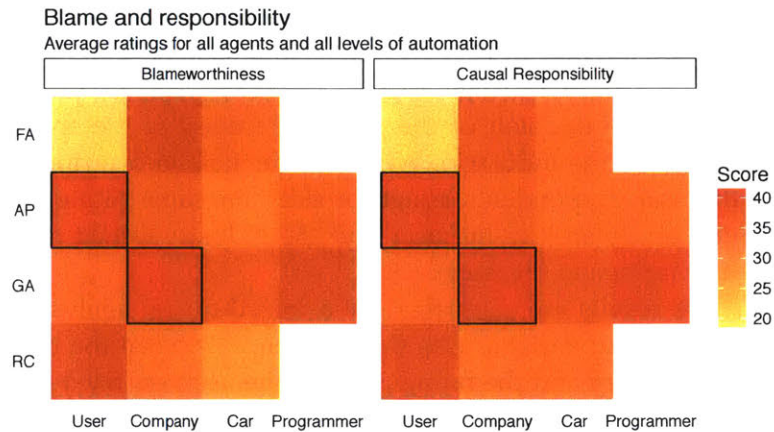 Blame and responsibility
Average ratings for all agents and all levels of automation
Blameworthiness
Causal Responsibility
FA
AP
GA
RC
User Company Car Programmer
User Company Car Programmer
Score
40
35
30
25
20